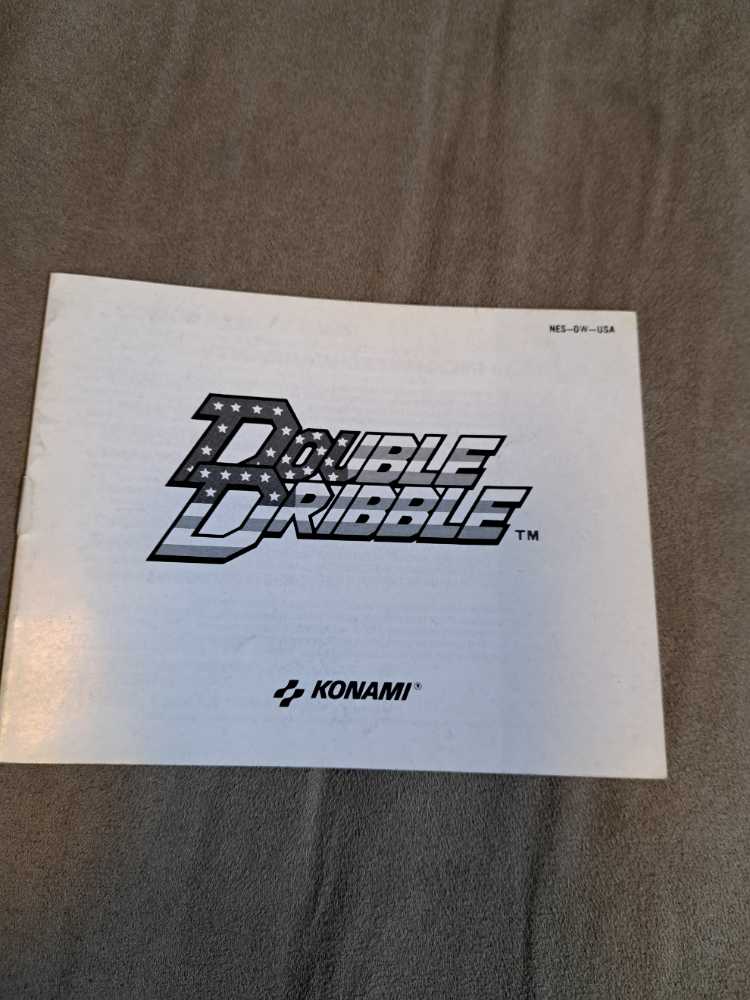 NES-DW-USA
DOUBLE
DRIBBLE™
KONAMI®